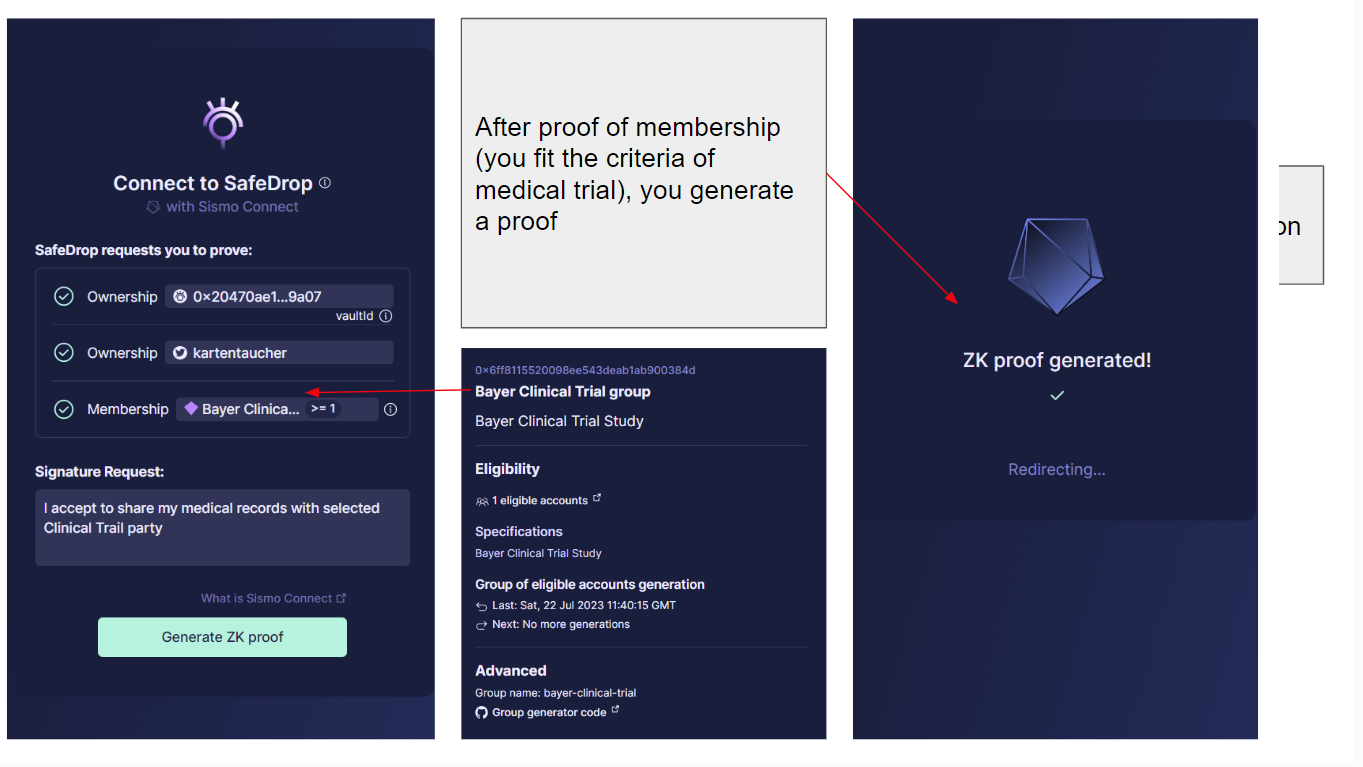 Connect to SafeDrop
with Sismo Connect
SafeDrop requests you to prove:
Ownership 0×20470ae1...9a07
vaultId
Ownership kartentaucher
Membership Bayer Clinica... >= 1
Signature Request:
I accept to share my medical records with selected
Clinical Trail party
What is Sismo Connect
Generate ZK proof
After proof of membership
(you fit the criteria of
medical trial), you generate
a proof
0×6ff8115520098ee543deab1ab900384d
Bayer Clinical Trial group
Bayer Clinical Trial Study
Eligibility
1 eligible accounts
Specifications
Bayer Clinical Trial Study
Group of eligible accounts generation
Last: Sat, 22 Jul 2023 11:40:15 GMT
Next: No more generations
Advanced
Group name: bayer-clinical-trial
Group generator code
ZK proof generated!
Redirecting...
on